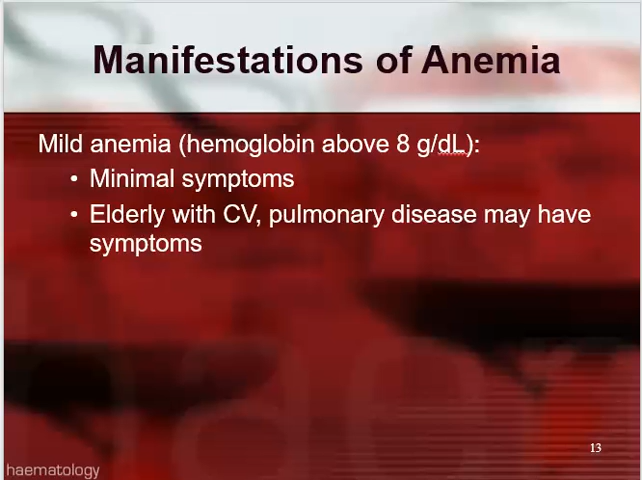 Manifestations of Anemia
Mild anemia (hemoglobin above 8 g/dL):
• Minimal symptoms
• Elderly with CV, pulmonary disease may have
symptoms
13
haematology